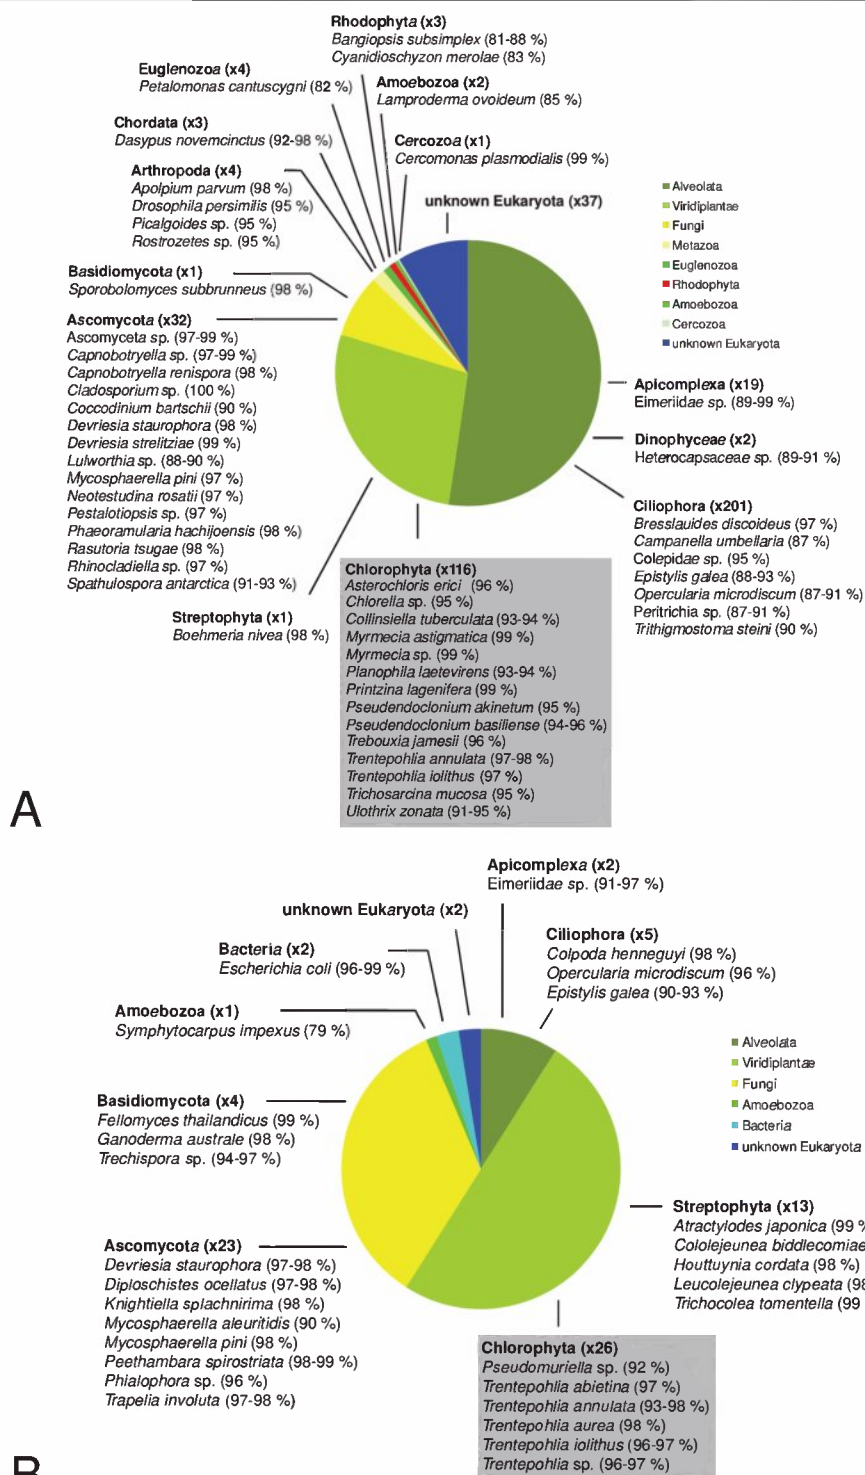 Rhodophyta (x3)
Bangiopsis subsimplex (81-88 %)
Cyanidioschyzon merolae (83 %)
Euglenozoa (x4)
Petalomonas cantuscygni (82 %)
Amoebozoa (x2)
Lamproderma ovoideum (85 %)
Chordata (x3)
Dasypus novemcinctus (92-98 %)
Cercozoa (x1)
Cercomonas plasmodialis (99 %)
Arthropoda (x4)
Apolpium parvum (98 %)
Drosophila persimilis (95 %)
Picalgoides sp. (95 %)
Rostrozetes sp. (95 %)
unknown Eukaryota (x37)
Alveolata
Viridiplantae
Fungi
Metazoa
Euglenozoa
Rhodophyta
Amoebozoa
Cercozoa
unknown Eukaryota
Basidiomycota (x1)
Sporobolomyces subbrunneus (98 %)
Ascomycota (x32)
Ascomyceta sp. (97-99 %)
Capnobotryella sp. (97-99 %)
Capnobotryella renispora (98 %)
Cladosporium sp. (100 %)
Coccodinium bartschii (90 %)
Devriesia staurophora (98 %)
Devriesia strelitziae (99 %)
Lulworthia sp. (88-90 %)
Mycosphaerella pini (97 %)
Neotestudina rosatii (97 %)
Pestalotiopsis sp. (97 %)
Phaeoramularia hachijoensis (98 %)
Rasutoria tsugae (98 %)
Rhinocladiella sp. (97 %)
Spathulospora antarctica (91-93 %)
Apicomplexa (x19)
Eimeriidae sp. (89-99 %)
Dinophyceae (x2)
Heterocapsaceae sp. (89-91 %)
Ciliophora (x201)
Bresslauides discoideus (97 %)
Campanella umbellaria (87 %)
Colepidae sp. (95 %)
Epistylis galea (88-93 %)
Opercularia microdiscum (87-91 %)
Peritrichia sp. (87-91 %)
Trithigmostoma steini (90 %)
Streptophyta (x1)
Boehmeria nivea (98 %)
Chlorophyta (x116)
Asterochloris erici (96 %)
Chlorella sp. (95 %)
Collinsiella tuberculata (93-94 %)
Myrmecia astigmatica (99 %)
Myrmecia sp. (99 %)
Planophila laetevirens (93-94 %)
Printzina lagenifera (99 %)
Pseudendoclonium akinetum (95 %)
Pseudendoclonium basiliense (94-96 %)
Trebouxia jamesii (96 %)
Trentepohlia annulata (97-98 %)
Trentepohlia iolithus (97 %)
Trichosarcina mucosa (95 %)
Ulothrix zonata (91-95 %)
A
Apicomplexa (x2)
Eimeriidae sp. (91-97 %)
unknown Eukaryota (x2)
Ciliophora (x5)
Colpoda henneguyi (98 %)
Opercularia microdiscum (96 %)
Epistylis galea (90-93 %)
Bacteria (x2)
Escherichia coli (96-99 %)
Amoebozoa (x1)
Symphytocarpus impexus (79 %)
Alveolata
Viridiplantae
Fungi
Amoebozoa
Bacteria
unknown Eukaryota
Basidiomycota (x4)
Fellomyces thailandicus (99 %)
Ganoderma australe (98 %)
Trechispora sp. (94-97 %)
Streptophyta (x13)
Atractylodes japonica (99 %
Cololejeunea biddlecomiae
Houttuynia cordata (98 %)
Leucolejeunea clypeata (98
Trichocolea tomentella (99
Ascomycota (x23)
Devriesia staurophora (97-98 %)
Diploschistes ocellatus (97-98 %)
Knightiella splachnirima (98 %)
Mycosphaerella aleuritidis (90 %)
Mycosphaerella pini (98 %)
Peethambara spirostriata (98-99 %)
Phialophora sp. (96 %)
Trapelia involuta (97-98 %)
Chlorophyta (x26)
Pseudomuriella sp. (92 %)
Trentepohlia abietina (97 %)
Trentepohlia annulata (93-98 %)
Trentepohlia aurea (98 %)
Trentepohlia iolithus (96-97 %)
Trentepohlia sp. (96-97 %)
B